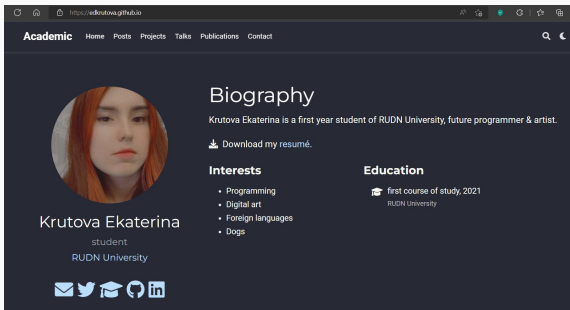 https://edkrutova.github.io
Academic Home Posts Projects Talks Publications Contact
Biography
Krutova Ekaterina is a first year student of RUDN University, future programmer & artist.
Download my resumé.
Interests
Programming
Digital art
Foreign languages
Dogs
Education
first course of study, 2021
RUDN University
Krutova Ekaterina
student
RUDN University